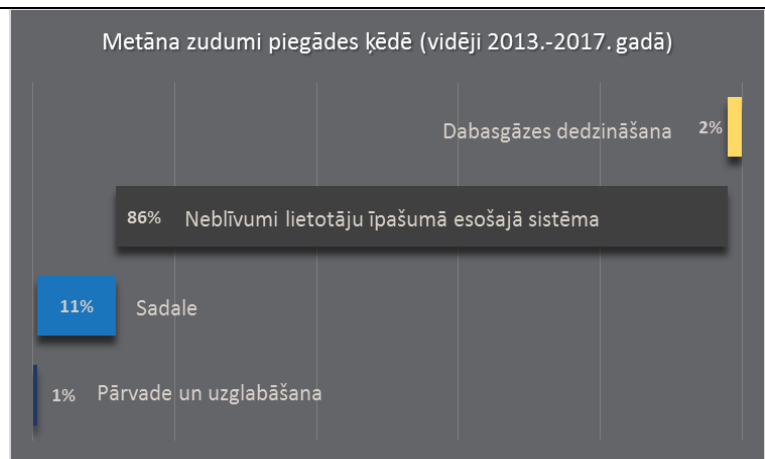 Metāna zudumi piegādes ķēdē (vidēji 2013.-2017. gadā)
Dabasgāzes dedzināšana 2%
86% Neblīvumi lietotāju īpašumā esošajā sistēma
11% Sadale
1% Pārvade un uzglabāšana